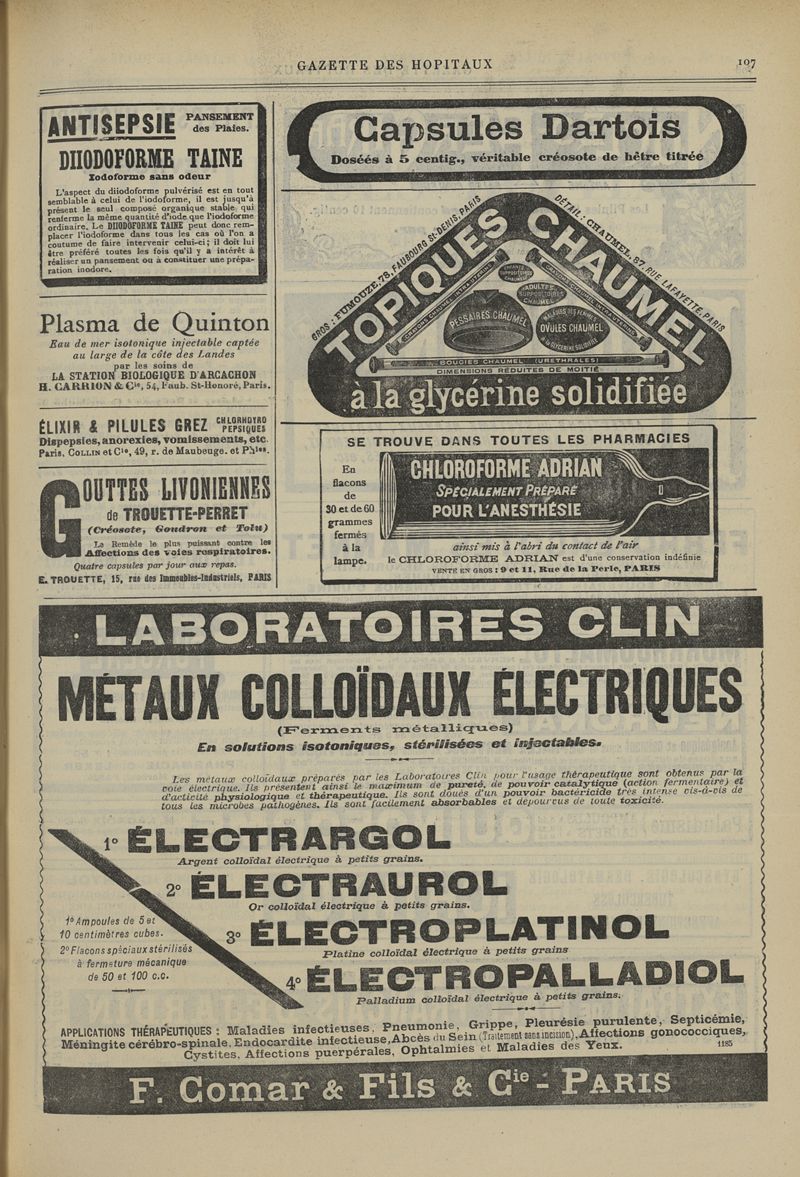 GAZETTE DES HOPITAUX
107
ANTISEPSIE
PANSEMENT
des Plaies.
DIIODOFORME TAINE
Iodoforme sans odeur
L'aspect du diiodoforme pulvérisé est en tout
semblable à celui de l'iodoforme, il est jusqu'à
présent le seul composé organique stable qui
renferme la même quantité d'iode que l'iodoforme
ordinaire. Le DIIODOFORME TAINE peut donc rem-
placer l'iodoforme dans tous les cas où l'on a
coutume de faire intervenir celui-ci; il doit lui
être préféré toutes les fois qu'il y a intérêt à
réaliser un pansement ou à constituer une prépa-
ration inodore.
Plasma de Quinton
Eau de mer isotonique injectable captée
au large de la côte des Landes
par les soins de
LA STATION BIOLOGIQUE D'ARCACHON
H. CARRION & Cie, 54, Faub. St-Honoré, Paris.
ÉLIXIR & PILULES GREZ CHLORHYDRO
PEPSIQUES
Dispepsies, anorexies, vomissements, etc.
Paris, COLLIN et Cie, 49, r. de Maubeuge. et Phies.
GOUTTES LIVONIENNES
de TROUETTE-PERRET
(Créosote, Goudron et Tolu)
Le Remède le plus puissant contre les
Affections des voies respiratoires.
Quatre capsules par jour aux repas.
E. TROUETTE, 15, rue des Immeubles-Industriels, PARIS
Capsules Dartois
Doséés à 5 centig., véritable créosote de hêtre titrée
GROS: FUMOUZE, 78, FAUBOURG St-DENIS, PARIS
DÉTAIL: CHAUMEL, 87, RUE LAFAYETTE, PARIS
TOPIQUES CHAUMEL
ENFANTS
SUPPOSITOIRES
CHAUMEL
ADULTES
SUPPOSITOIRES
CHAUMEL
PESSAIRES CHAUMEL
OVULES CHAUMEL
à la GLYCÉRINE SOLIDIFIÉE
BOUGIES CHAUMEL (URÉTHRALES)
DIMENSIONS RÉDUITES DE MOITIÉ
à la glycérine solidifiée
SE TROUVE DANS TOUTES LES PHARMACIES
En
flacons
de
30 et de 60
grammes
fermés
à la
lampe.
CHLOROFORME ADRIAN
SPÉCIALEMENT PRÉPARÉ
POUR L'ANESTHÉSIE
ainsi mis à l'abri du contact de l'air
le CHLOROFORME ADRIAN est d'une conservation indéfinie
VENTE EN GROS : 9 et 11, Rue de la Perle, PARIS
LABORATOIRES CLIN
MÉTAUX COLLOÏDAUX ÉLECTRIQUES
(Ferments métalliques)
En solutions isotoniques, stérilisées et injectables.
Les métaux colloïdaux préparés par les Laboratoires Clin pour l'usage thérapeutique sont obtenus par la
voie électrique. Ils présentent ainsi le maximum de pureté, de pouvoir catalytique (action fermentaire) et
d'activité physiologique et thérapeutique. Ils sont doués d'un pouvoir bactéricide très intense vis-à-vis de
tous les microbes pathogènes. Ils sont facilement absorbables et dépourvus de toute toxicité.
1° ÉLECTRARGOL
Argent colloïdal électrique à petits grains.
2° ÉLECTRAUROL
Or colloïdal électrique à petits grains.
3° ÉLECTROPLATINOL
Platine colloïdal électrique à petits grains
4° ÉLECTROPALLADIOL
Palladium colloïdal électrique à petits grains.
1° Ampoules de 5 et
10 centimètres cubes.
2° Flacons spéciaux stérilisés
à fermeture mécanique
de 50 et 100 c.c.
APPLICATIONS THÉRAPEUTIQUES : Maladies infectieuses, Pneumonie, Grippe, Pleurésie purulente, Septicémie,
Méningite cérébro-spinale, Endocardite infectieuse, Abcès du Sein (Traitement sans incision), Affections gonococciques,
Cystites, Affections puerpérales, Ophtalmies et Maladies des Yeux.
1185
F. Comar & Fils & Cie - PARIS